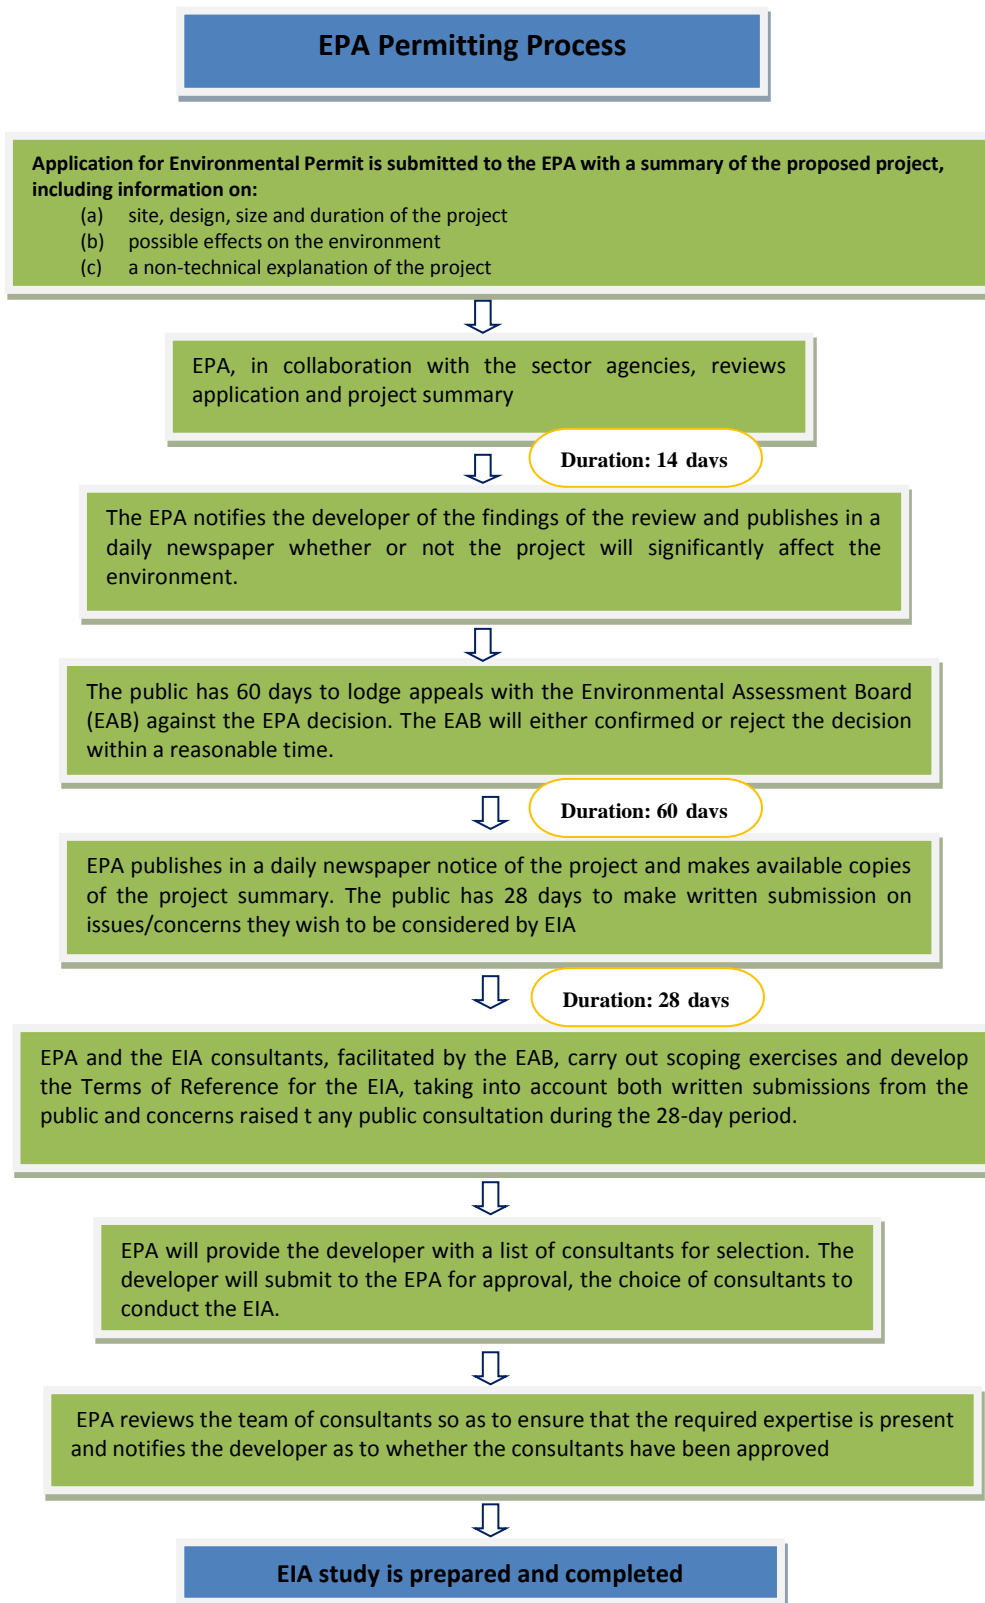 EPA Permitting Process
Application for Environmental Permit is submitted to the EPA with a summary of the proposed project,
including information on:
(a) site, design, size and duration of the project
(b) possible effects on the environment
(c) a non-technical explanation of the project
EPA, in collaboration with the sector agencies, reviews
application and project summary
Duration: 14 days
The EPA notifies the developer of the findings of the review and publishes in a
daily newspaper whether or not the project will significantly affect the
environment.
The public has 60 days to lodge appeals with the Environmental Assessment Board
(EAB) against the EPA decision. The EAB will either confirmed or reject the decision
within a reasonable time.
Duration: 60 days
EPA publishes in a daily newspaper notice of the project and makes available copies
of the project summary. The public has 28 days to make written submission on
issues/concerns they wish to be considered by EIA
Duration: 28 days
EPA and the EIA consultants, facilitated by the EAB, carry out scoping exercises and develop
the Terms of Reference for the EIA, taking into account both written submissions from the
public and concerns raised t any public consultation during the 28-day period.
EPA will provide the developer with a list of consultants for selection. The
developer will submit to the EPA for approval, the choice of consultants to
conduct the EIA.
EPA reviews the team of consultants so as to ensure that the required expertise is present
and notifies the developer as to whether the consultants have been approved
EIA study is prepared and completed